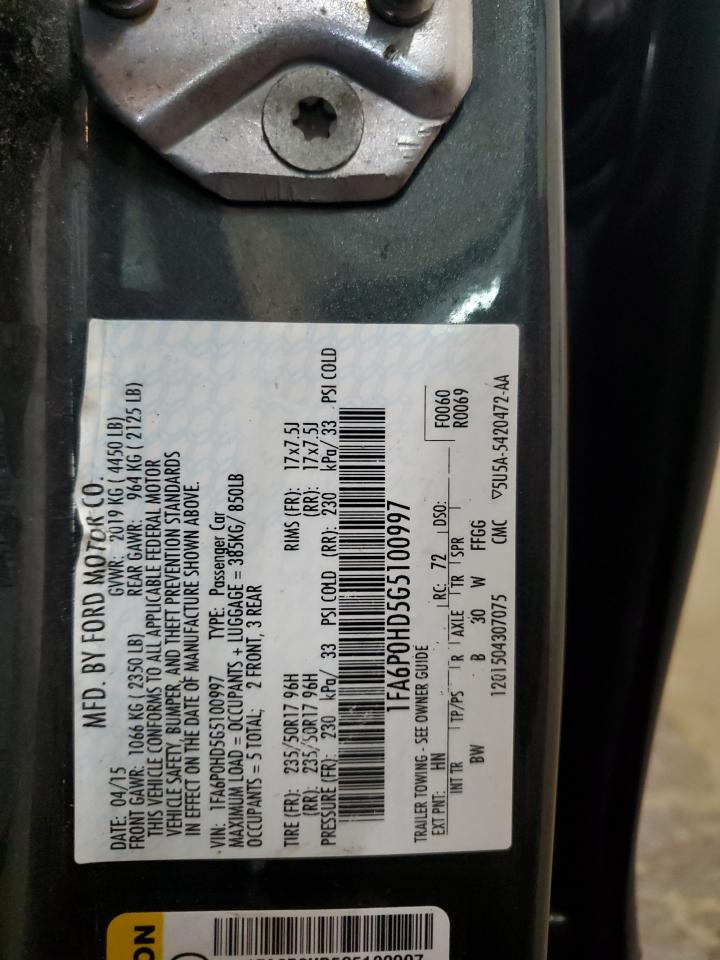 MFD. BY FORD MOTOR CO.
DATE: 04/15 GVWR: 2019 KG ( 4450 LB)
FRONT GAWR: 1066 KG ( 2350 LB) REAR GAWR: 964 KG ( 2125 LB)
THIS VEHICLE CONFORMS TO ALL APPLICABLE FEDERAL MOTOR
VEHICLE SAFETY, BUMPER, AND THEFT PREVENTION STANDARDS
IN EFFECT ON THE DATE OF MANUFACTURE SHOWN ABOVE.
VIN: 1FA6P0HD5G5100997 TYPE: Passenger Car
MAXIMUM LOAD = OCCUPANTS + LUGGAGE = 385KG/ 850LB
OCCUPANTS = 5 TOTAL; 2 FRONT, 3 REAR
TIRE (FR): 235/50R17 96H RIMS (FR): 17x7.5J
(RR): 235/50R17 96H (RR): 17x7.5J
PRESSURE (FR): 230 kPa/ 33 PSI COLD (RR): 230 kPa/ 33 PSI COLD
1FA6P0HD5G5100997
TRAILER TOWING - SEE OWNER GUIDE F0060
EXT PNT: HN RC: 72 DSO: R0069
INT TR TP/PS R AXLE TR SPR
BW B 30 W FFGG
1201504307075 CMC ▽5U5A-5420472-AA
ON